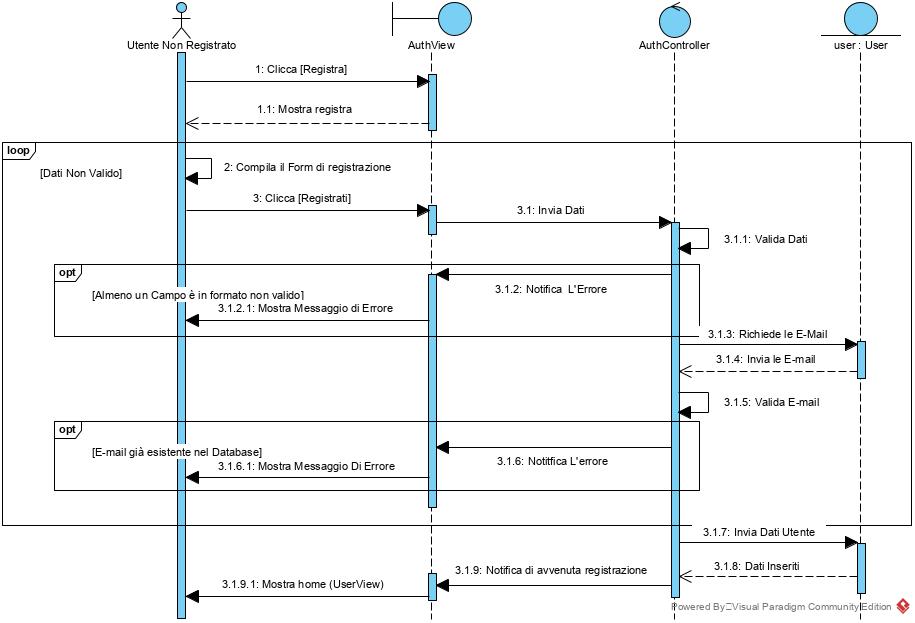 Utente Non Registrato
AuthView
AuthController
user : User
1: Clicca [Registra]
1.1: Mostra registra
loop
[Dati Non Valido]
2: Compila il Form di registrazione
3: Clicca [Registrati]
3.1: Invia Dati
3.1.1: Valida Dati
opt
[Almeno un Campo è in formato non valido]
3.1.2: Notifica L'Errore
3.1.2.1: Mostra Messaggio di Errore
3.1.3: Richiede le E-Mail
3.1.4: Invia le E-mail
3.1.5: Valida E-mail
opt
[E-mail già esistente nel Database]
3.1.6: Notitfica L'errore
3.1.6.1: Mostra Messaggio Di Errore
3.1.7: Invia Dati Utente
3.1.8: Dati Inseriti
3.1.9: Notifica di avvenuta registrazione
3.1.9.1: Mostra home (UserView)
Powered By Visual Paradigm Community Edition